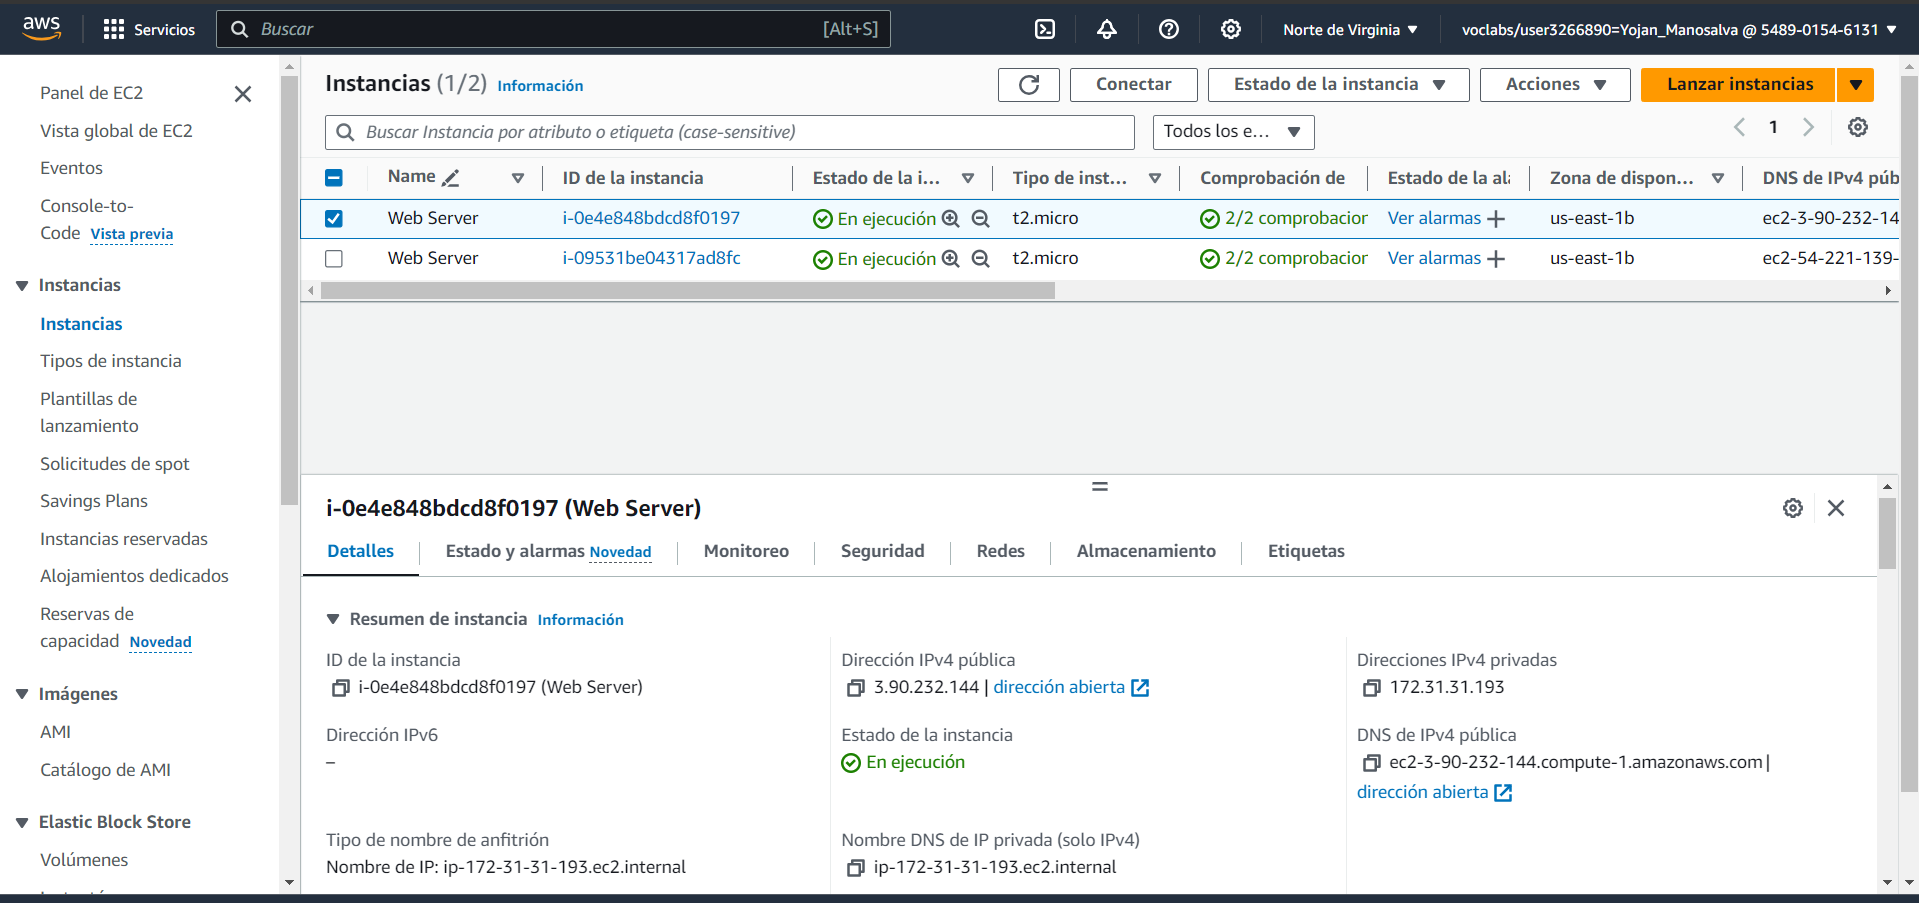 aws
Servicios
Buscar
[Alt+S]
Norte de Virginia
voclabs/user3266890=Yojan_Manosalva @ 5489-0154-6131
Panel de EC2
Vista global de EC2
Eventos
Console-to-
Code Vista previa
Instancias
Instancias
Tipos de instancia
Plantillas de
lanzamiento
Solicitudes de spot
Savings Plans
Instancias reservadas
Alojamientos dedicados
Reservas de
capacidad Novedad
Imágenes
AMI
Catálogo de AMI
Elastic Block Store
Volúmenes
Instancias (1/2) Información
Conectar
Estado de la instancia
Acciones
Lanzar instancias
Buscar Instancia por atributo o etiqueta (case-sensitive)
Todos los e...
1
Name ID de la instancia Estado de la i... Tipo de inst... Comprobación de Estado de la al Zona de dispon... DNS de IPv4 púb
Web Server i-0e4e848bdcd8f0197 En ejecución t2.micro 2/2 comprobacior Ver alarmas us-east-1b ec2-3-90-232-14
Web Server i-09531be04317ad8fc En ejecución t2.micro 2/2 comprobacior Ver alarmas us-east-1b ec2-54-221-139-
i-0e4e848bdcd8f0197 (Web Server)
Detalles Estado y alarmas Novedad Monitoreo Seguridad Redes Almacenamiento Etiquetas
Resumen de instancia Información
ID de la instancia
i-0e4e848bdcd8f0197 (Web Server)
Dirección IPv4 pública
3.90.232.144 | dirección abierta
Direcciones IPv4 privadas
172.31.31.193
Dirección IPv6
–
Estado de la instancia
En ejecución
DNS de IPv4 pública
ec2-3-90-232-144.compute-1.amazonaws.com |
dirección abierta
Tipo de nombre de anfitrión
Nombre de IP: ip-172-31-31-193.ec2.internal
Nombre DNS de IP privada (solo IPv4)
ip-172-31-31-193.ec2.internal